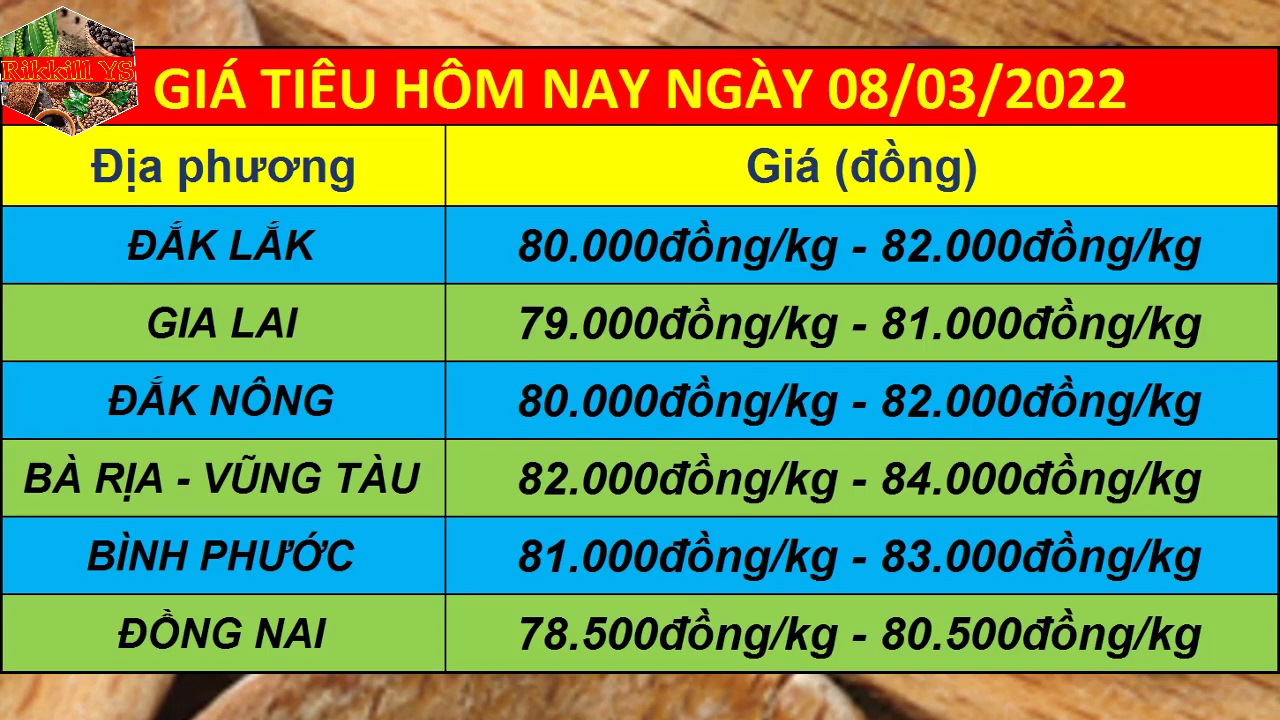 Rikkill YS
GIÁ TIÊU HÔM NAY NGÀY 08/03/2022
Địa phương Giá (đồng)
ĐẮK LẮK 80.000đồng/kg - 82.000đồng/kg
GIA LAI 79.000đồng/kg - 81.000đồng/kg
ĐẮK NÔNG 80.000đồng/kg - 82.000đồng/kg
BÀ RỊA - VŨNG TÀU 82.000đồng/kg - 84.000đồng/kg
BÌNH PHƯỚC 81.000đồng/kg - 83.000đồng/kg
ĐỒNG NAI 78.500đồng/kg - 80.500đồng/kg